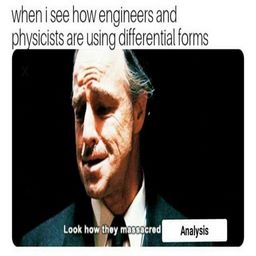 when i see how engineers and
physicists are using differential forms
Look how they massacred Analysis